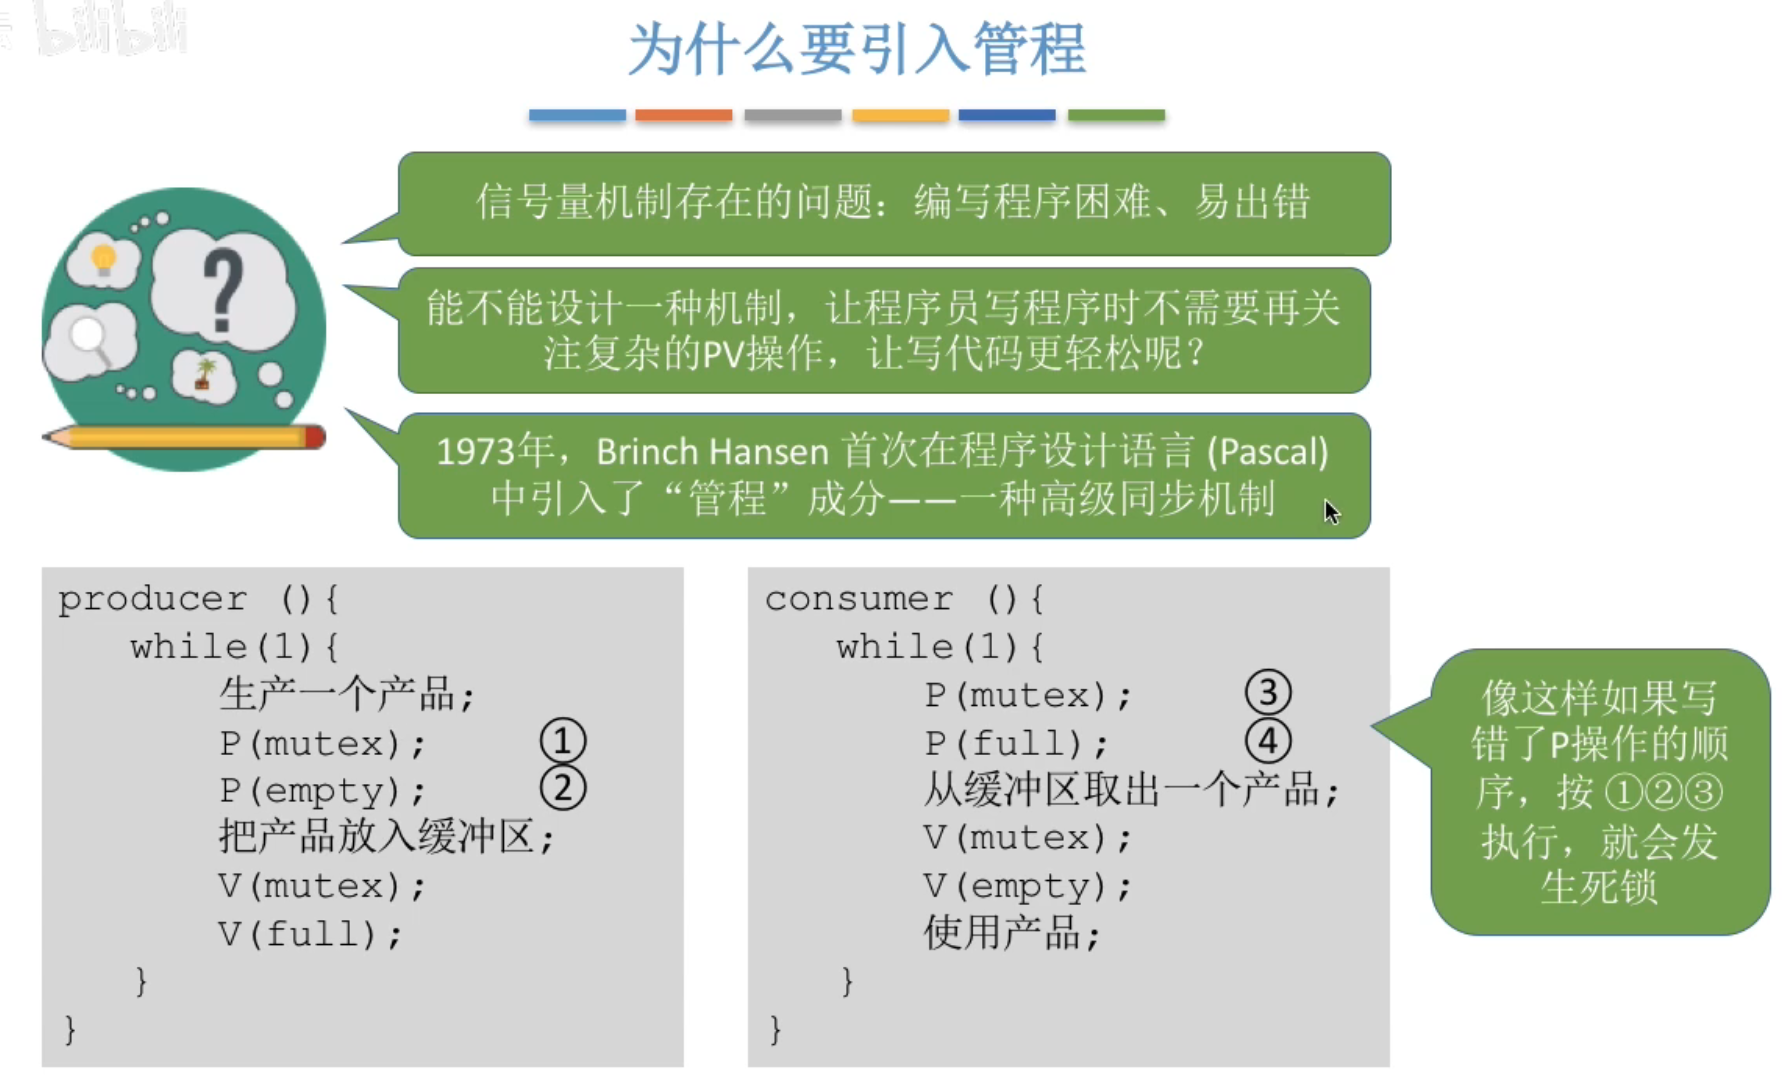 bilibili
为什么要引入管程
信号量机制存在的问题：编写程序困难、易出错
能不能设计一种机制，让程序员写程序时不需要再关
注复杂的PV操作，让写代码更轻松呢？
1973年，Brinch Hansen 首次在程序设计语言 (Pascal)
中引入了“管程”成分——一种高级同步机制
producer (){
while(1){
生产一个产品;
P(mutex); ①
P(empty); ②
把产品放入缓冲区;
V(mutex);
V(full);
}
}
consumer (){
while(1){
P(mutex); ③
P(full); ④
从缓冲区取出一个产品;
V(mutex);
V(empty);
使用产品;
}
}
像这样如果写
错了P操作的顺
序，按 ①②③
执行，就会发
生死锁